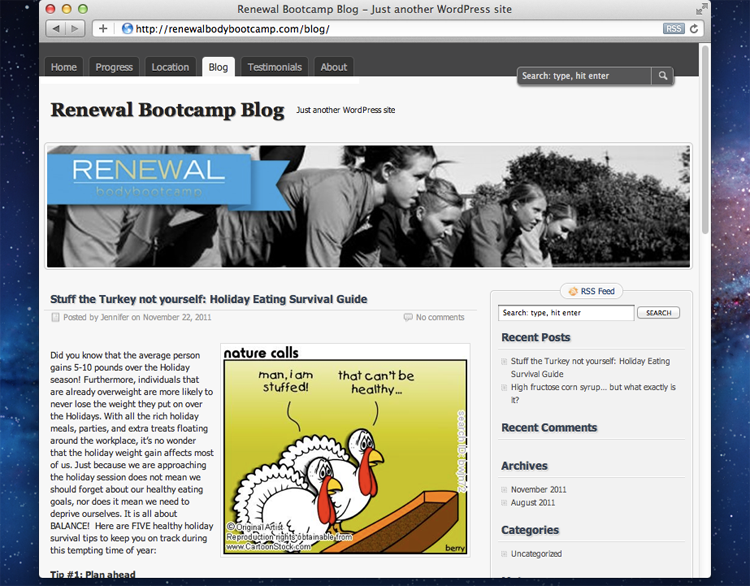 Renewal Bootcamp Blog – Just another WordPress site
http://renewalbodybootcamp.com/blog/
RSS
Home
Progress
Location
Blog
Testimonials
About
Search: type, hit enter
Renewal Bootcamp Blog
Just another WordPress site
RENEWAL
bodybootcamp
Stuff the Turkey not yourself: Holiday Eating Survival Guide
Posted by Jennifer on November 22, 2011
No comments
Did you know that the average person
gains 5-10 pounds over the Holiday
season! Furthermore, individuals that
are already overweight are more likely to
never lose the weight they put on over
the Holidays. With all the rich holiday
meals, parties, and extra treats floating
around the workplace, it's no wonder
that the holiday weight gain affects most
of us. Just because we are approaching
the holiday session does not mean we
should forget about our healthy eating
goals, nor does it mean we need to
deprive ourselves. It is all about
BALANCE! Here are FIVE healthy holiday
survival tips to keep you on track during
this tempting time of year:
Tip #1: Plan ahead
nature calls
man, i am
stuffed!
that can't be
healthy...
© Original Artist
Reproduction rights obtainable from
www.CartoonStock.com
berry
RSS Feed
Search: type, hit enter
SEARCH
Recent Posts
Stuff the Turkey not yourself: Holiday Eating
Survival Guide
High fructose corn syrup... but what exactly is
it?
Recent Comments
Archives
November 2011
August 2011
Categories
Uncategorized